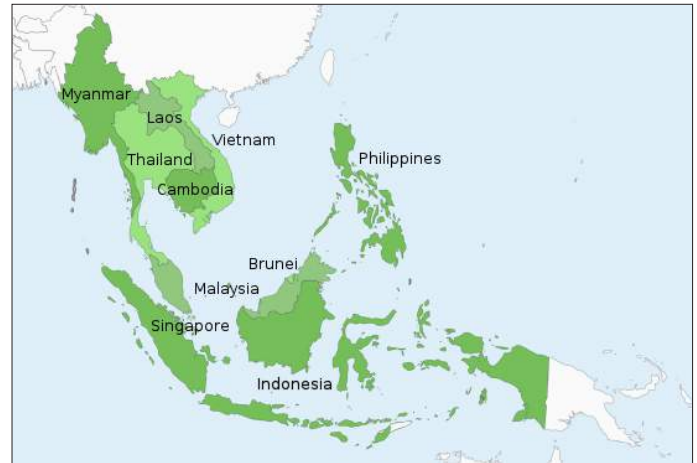 Myanmar
Laos
Vietnam
Thailand
Philippines
Cambodia
Brunei
Malaysia
Singapore
Indonesia